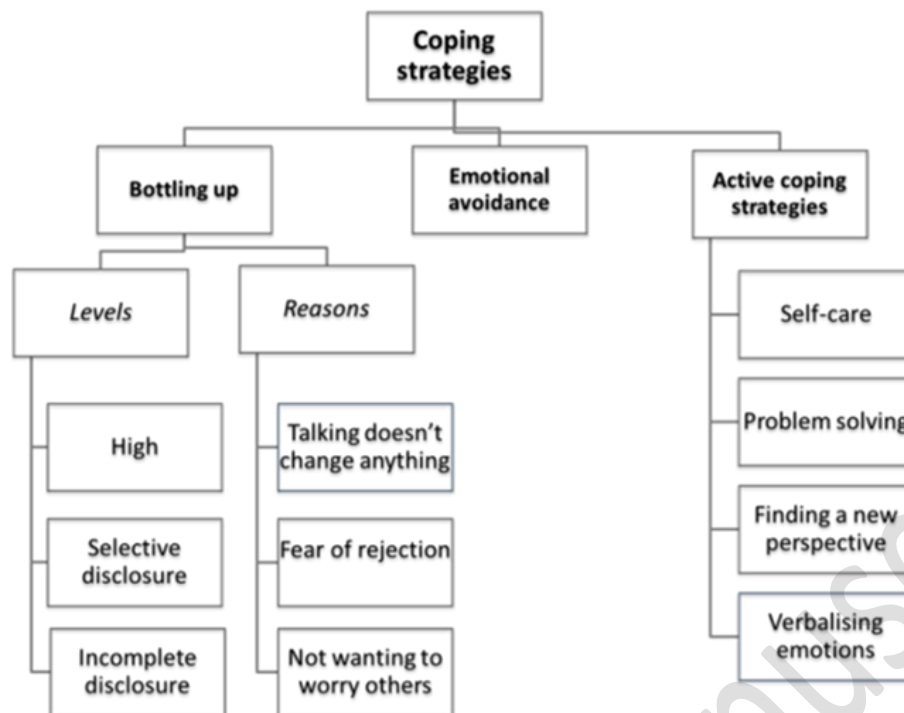 Coping
strategies
Bottling up
Emotional
avoidance
Active coping
strategies
Levels
Reasons
High
Selective
disclosure
Incomplete
disclosure
Talking doesn't
change anything
Fear of rejection
Not wanting to
worry others
Self-care
Problem solving
Finding a new
perspective
Verbalising
emotions